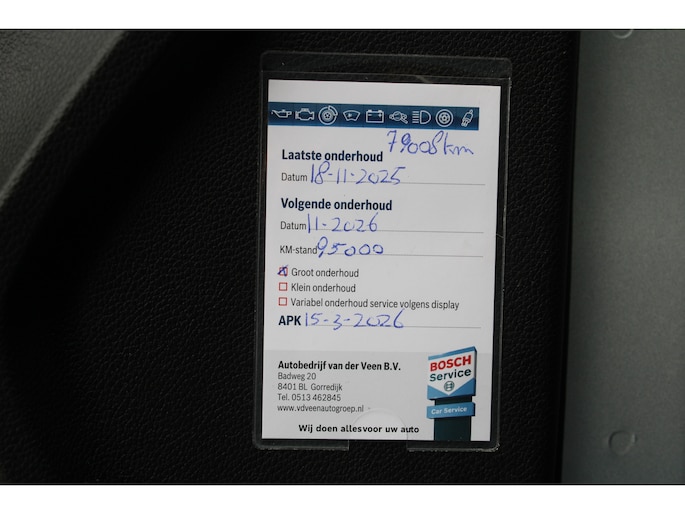 79008km
Laatste onderhoud
Datum 18-11-2025
Volgende onderhoud
Datum 11-2026
KM-stand 95000
Groot onderhoud
Klein onderhoud
Variabel onderhoud service volgens display
APK 15-3-2026
Autobedrijf van der Veen B.V.
Badweg 20
8401 BL Gorredijk
Tel. 0513 462845
www.vdveenautogroep.nl
BOSCH
Service
Car Service
Wij doen alles voor uw auto